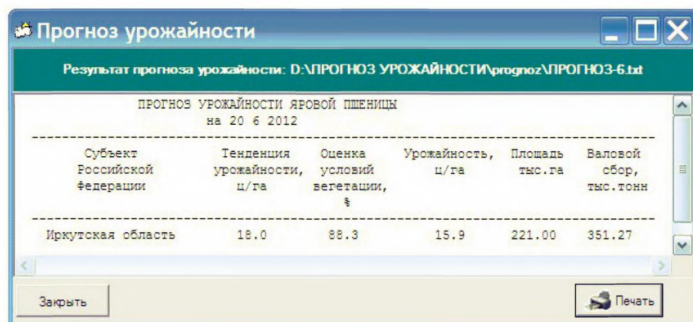 Прогноз урожайности
Результат прогноза урожайности: D:\ПРОГНОЗ УРОЖАЙНОСТИ\prognoz\ПРОГНОЗ-6.txt
ПРОГНОЗ УРОЖАЙНОСТИ ЯРОВОЙ ПШЕНИЦЫ
на 20 6 2012
Субъект Тенденция Оценка Урожайность, Площадь Валовой
Российской урожайности, условий ц/га тыс.га сбор,
Федерации ц/га вегетации, тыс.тонн
%
Иркутская область 18.0 88.3 15.9 221.00 351.27
Закрыть Печать